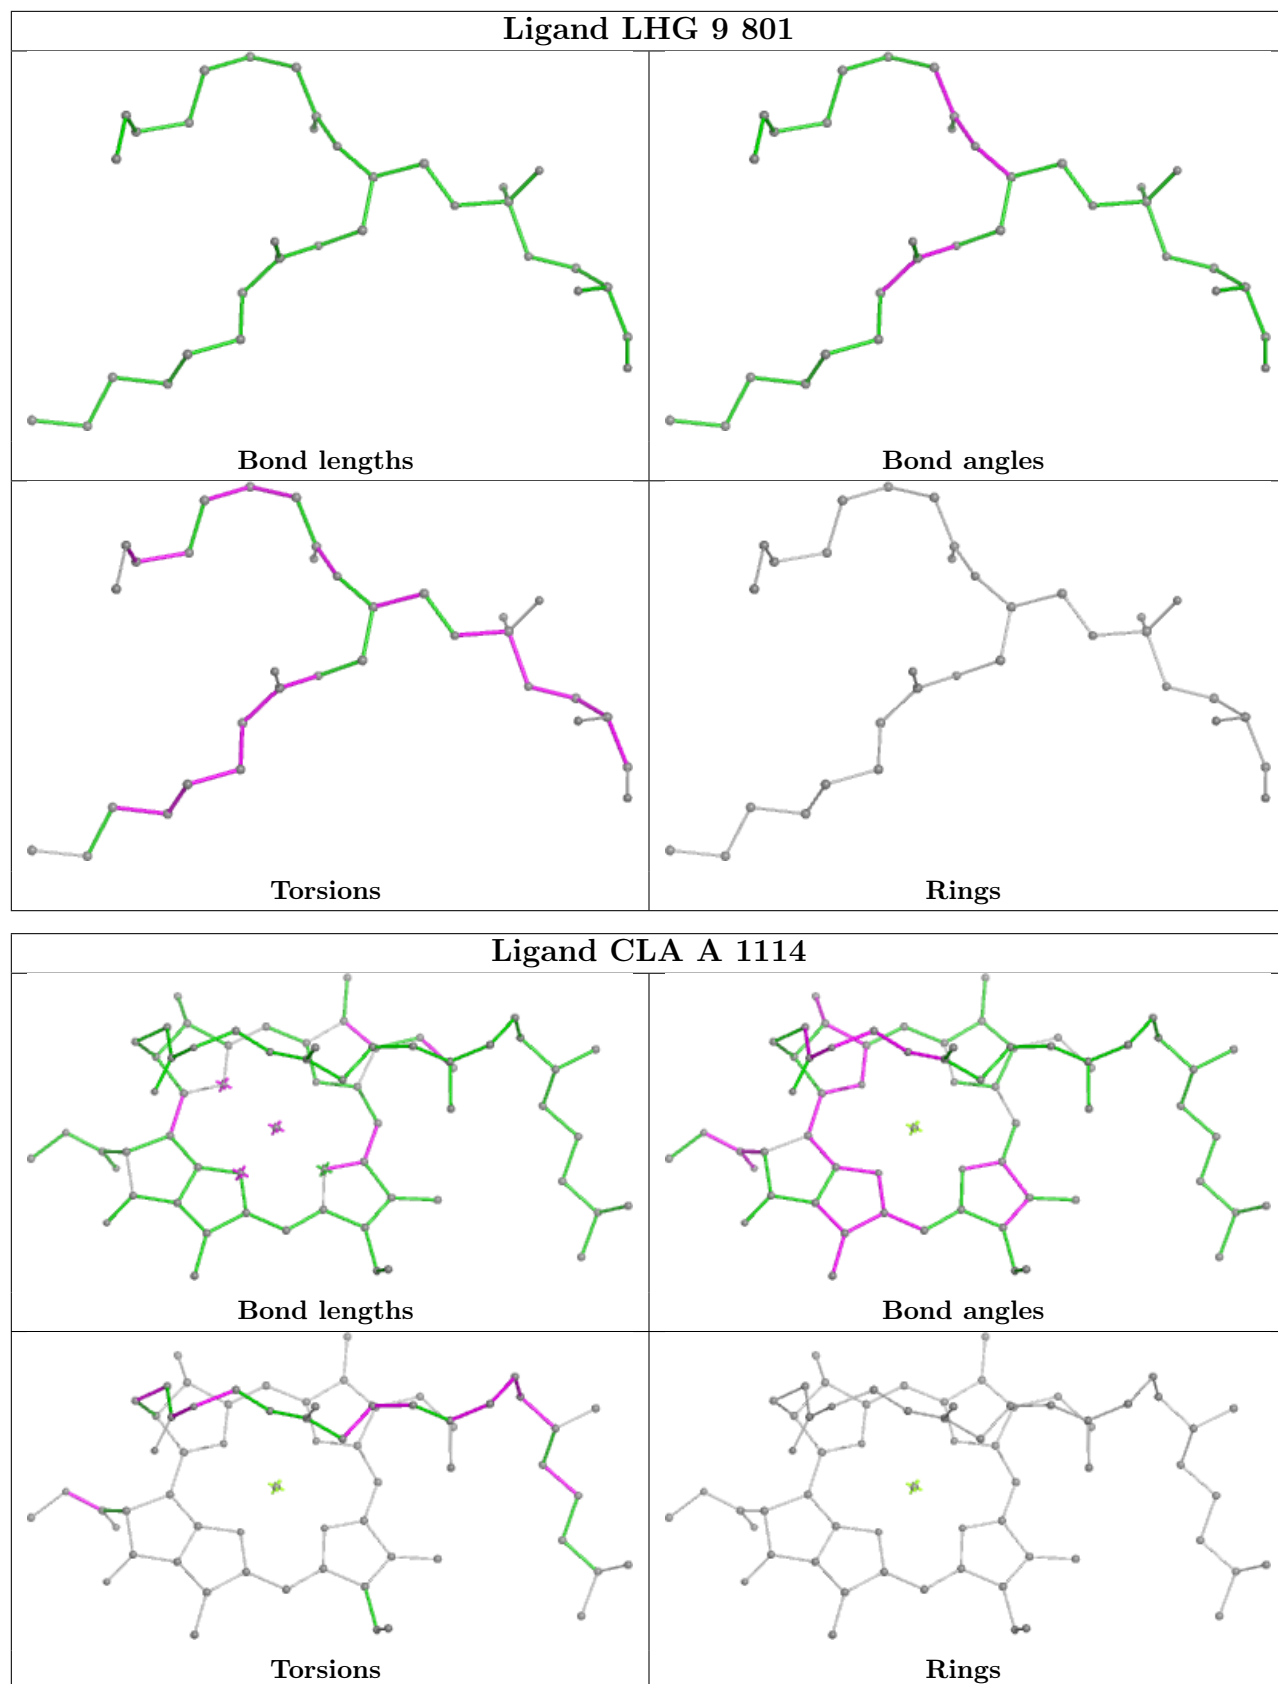 Ligand LHG 9 801
Bond lengths
Bond angles
Torsions
Rings
Ligand CLA A 1114
Bond lengths
Bond angles
Torsions
Rings